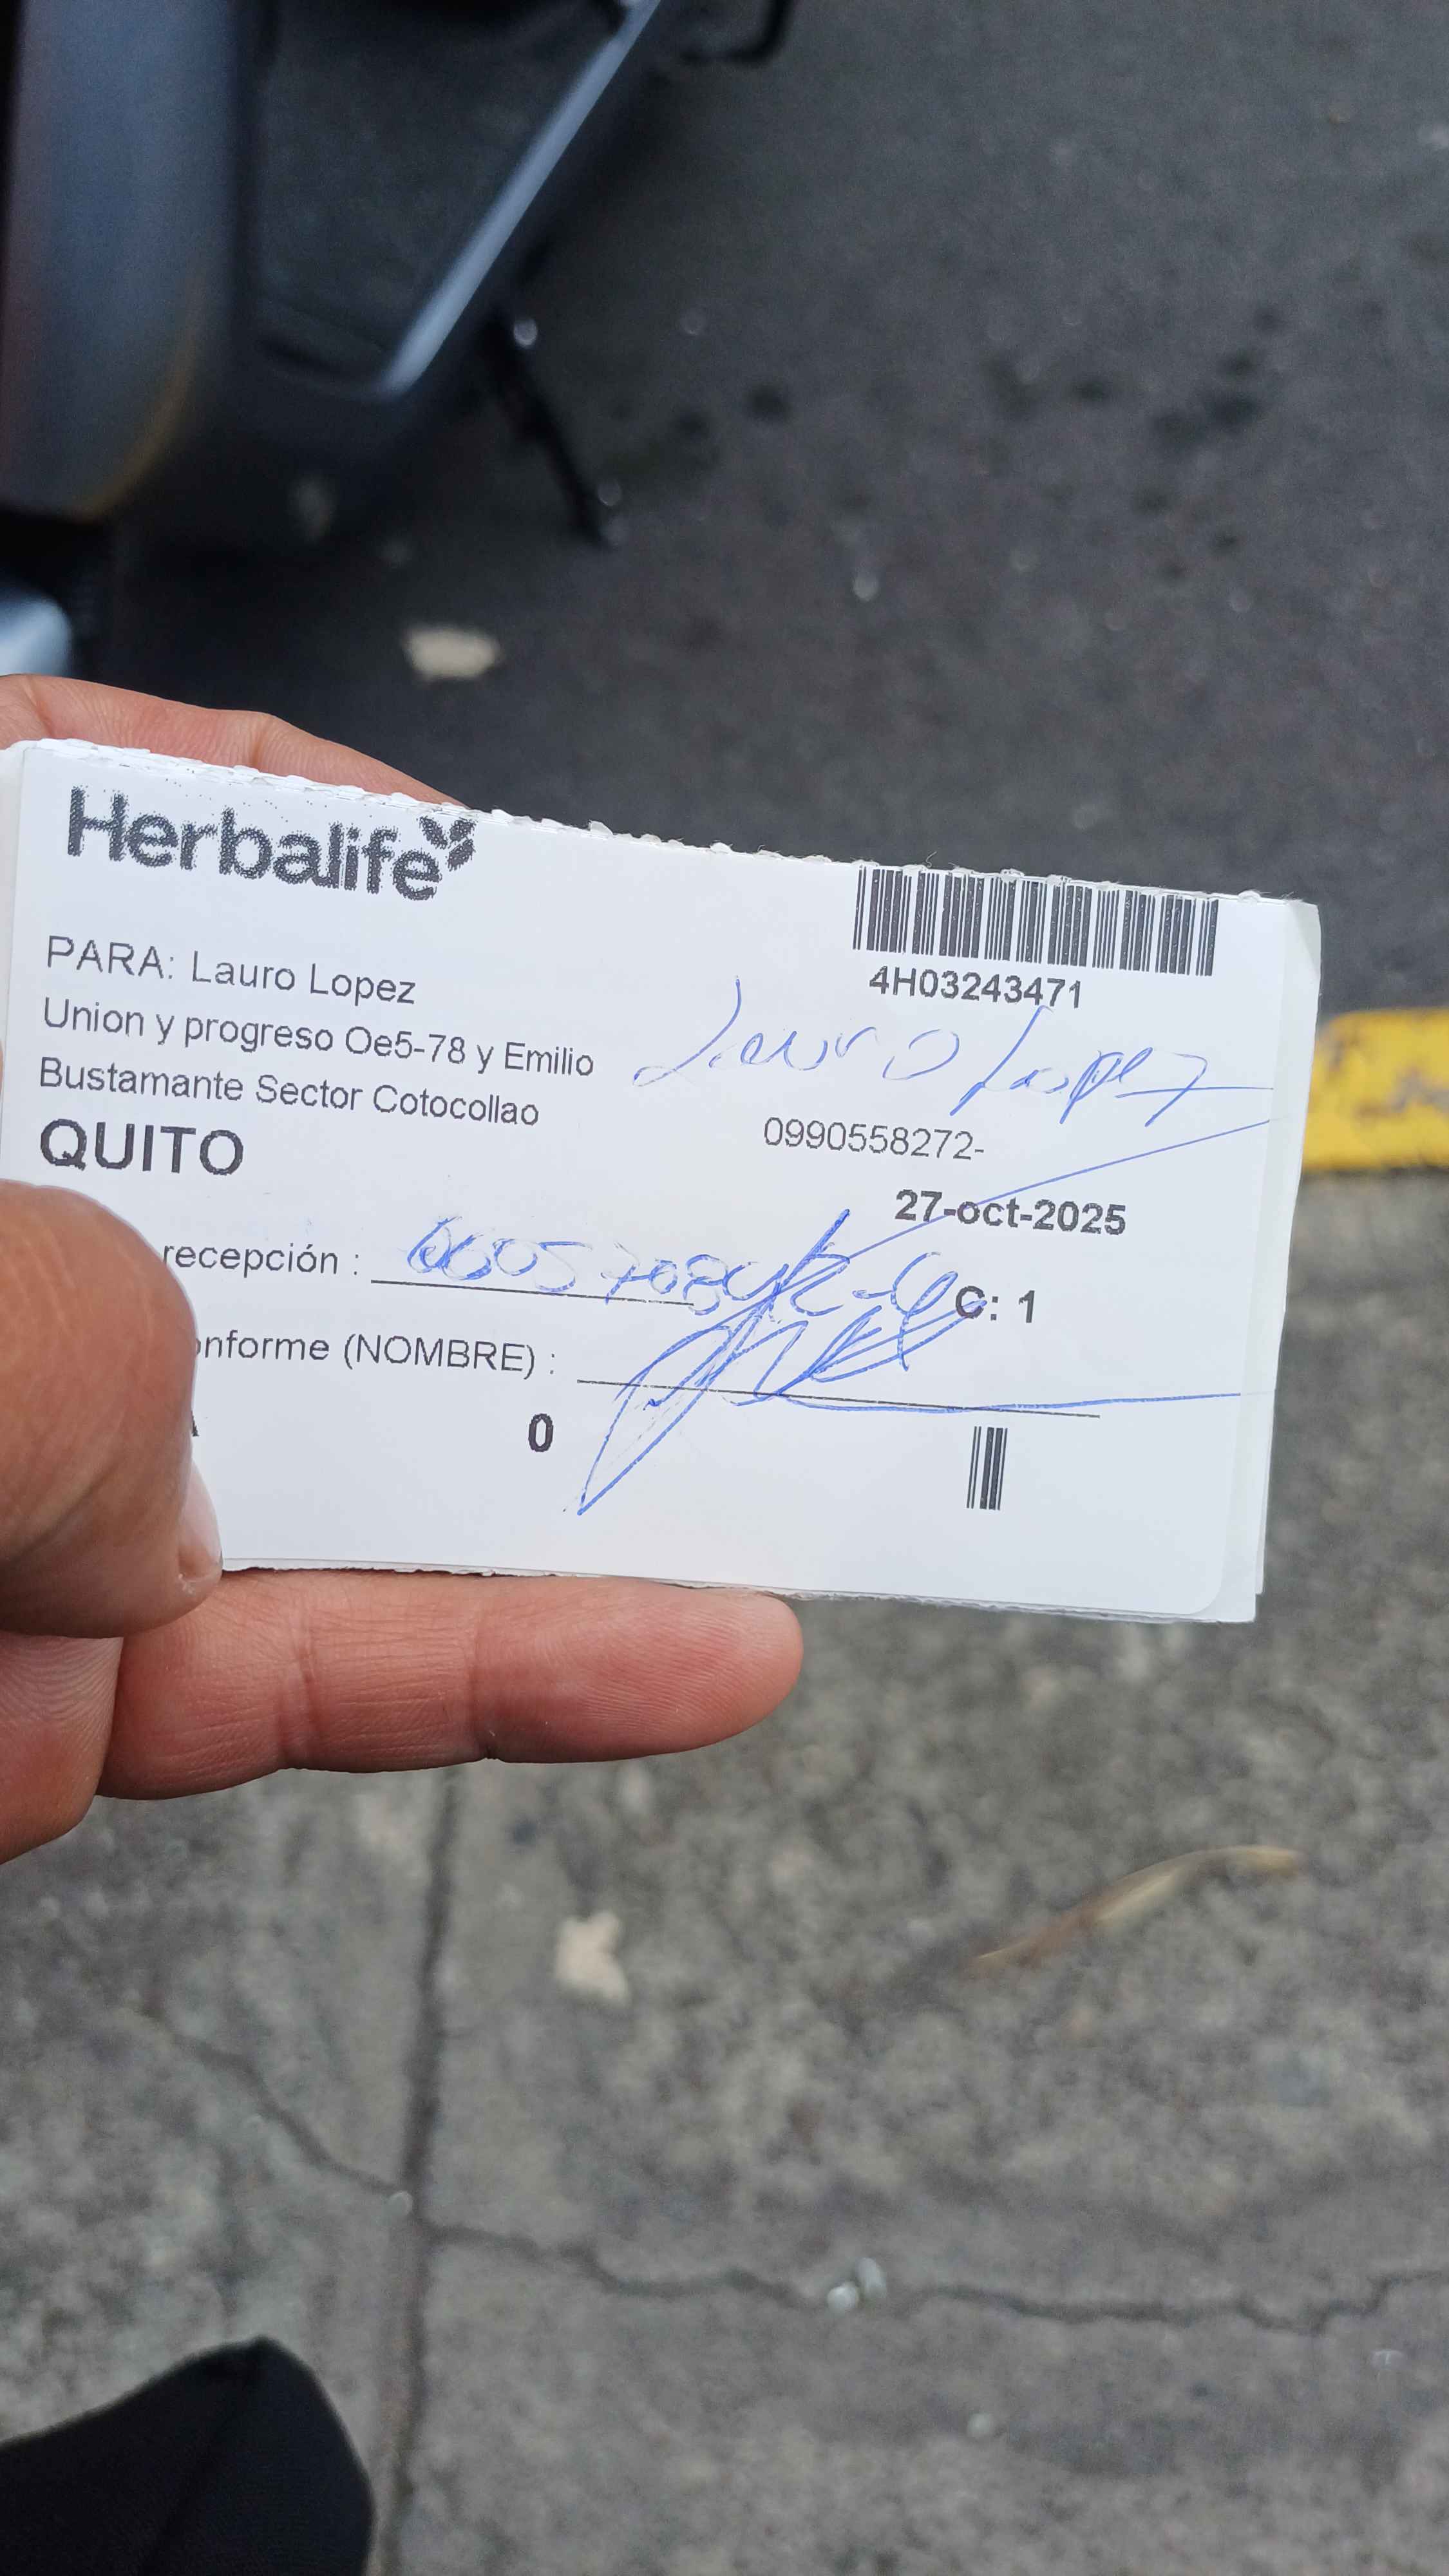 Herbalife
4H03243471
PARA: Lauro Lopez
Union y progreso Oe5-78 y Emilio
Bustamante Sector Cotocollao
QUITO
Lauro Lopez
0990558272-
27-oct-2025
recepción :
C: 1
onforme (NOMBRE) :
0